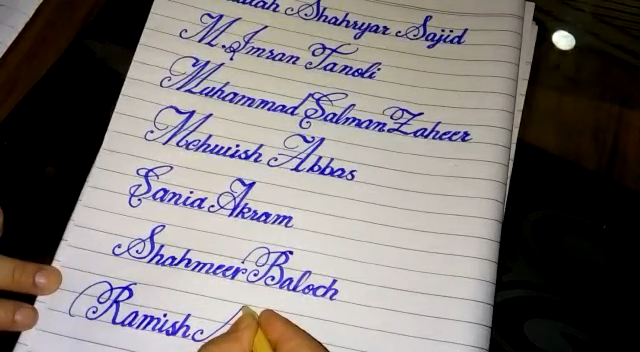 Shahryar Sajid
M. Imran Tanoli
Muhammad Salman Zaheer
Mehwish Abbas
Sania Akram
Shahmeer Baloch
Ramish